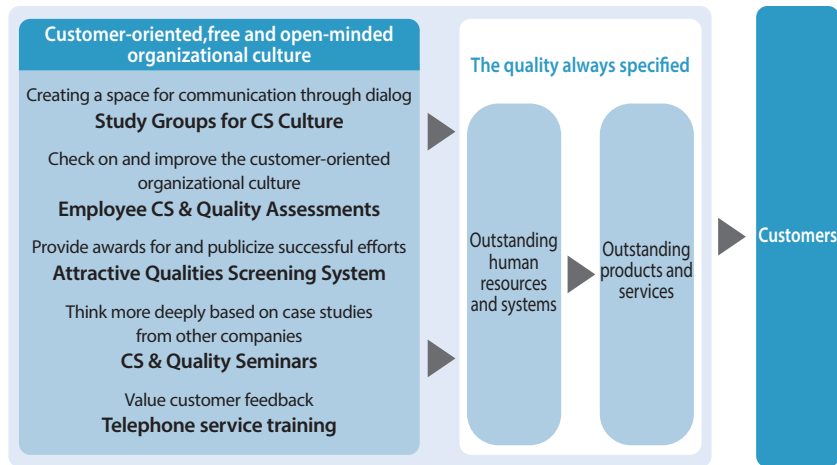 Customer-oriented,free and open-minded
organizational culture
Creating a space for communication through dialog
Study Groups for CS Culture
Check on and improve the customer-oriented
organizational culture
Employee CS & Quality Assessments
Provide awards for and publicize successful efforts
Attractive Qualities Screening System
Think more deeply based on case studies
from other companies
CS & Quality Seminars
Value customer feedback
Telephone service training
The quality always specified
Outstanding
human
resources
and systems
Outstanding
products and
services
Customers